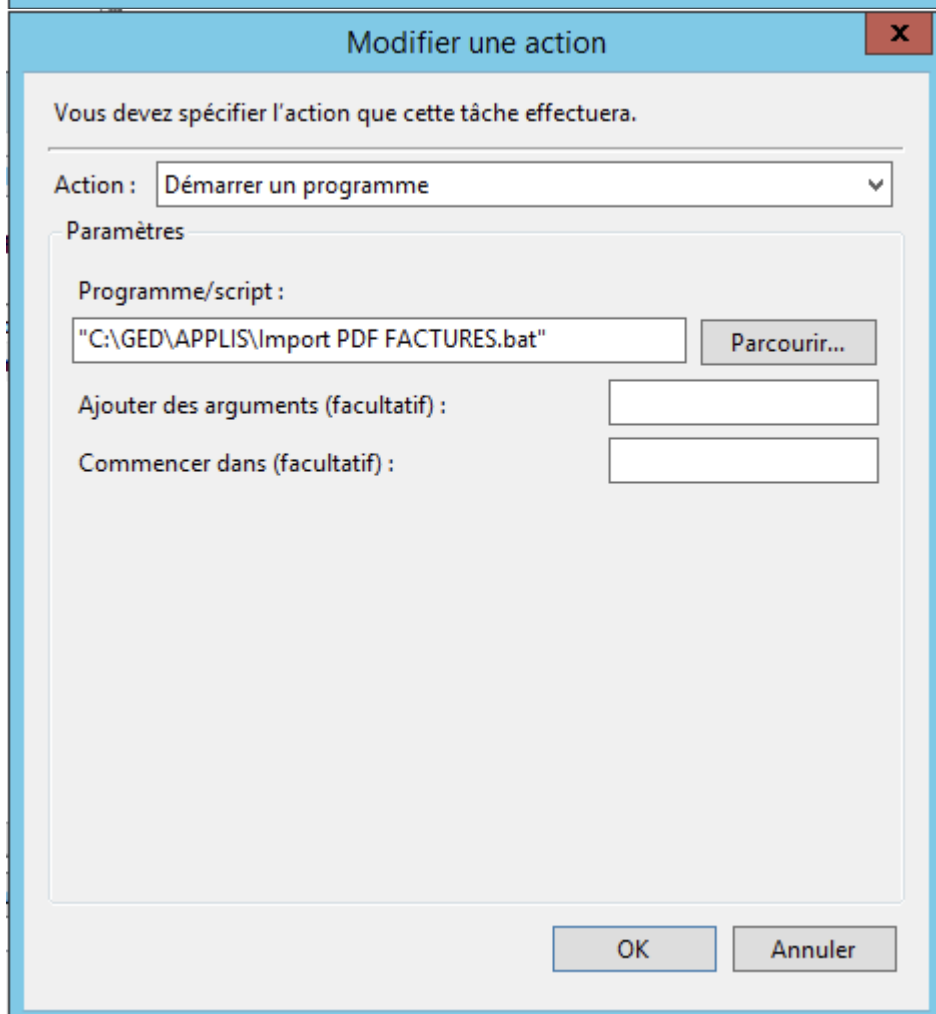 Modifier une action
x
Vous devez spécifier l'action que cette tâche effectuera.
Action : Démarrer un programme
Paramètres
Programme/script :
"C:\GED\APPLIS\Import PDF FACTURES.bat" Parcourir...
Ajouter des arguments (facultatif) :
Commencer dans (facultatif) :
OK Annuler